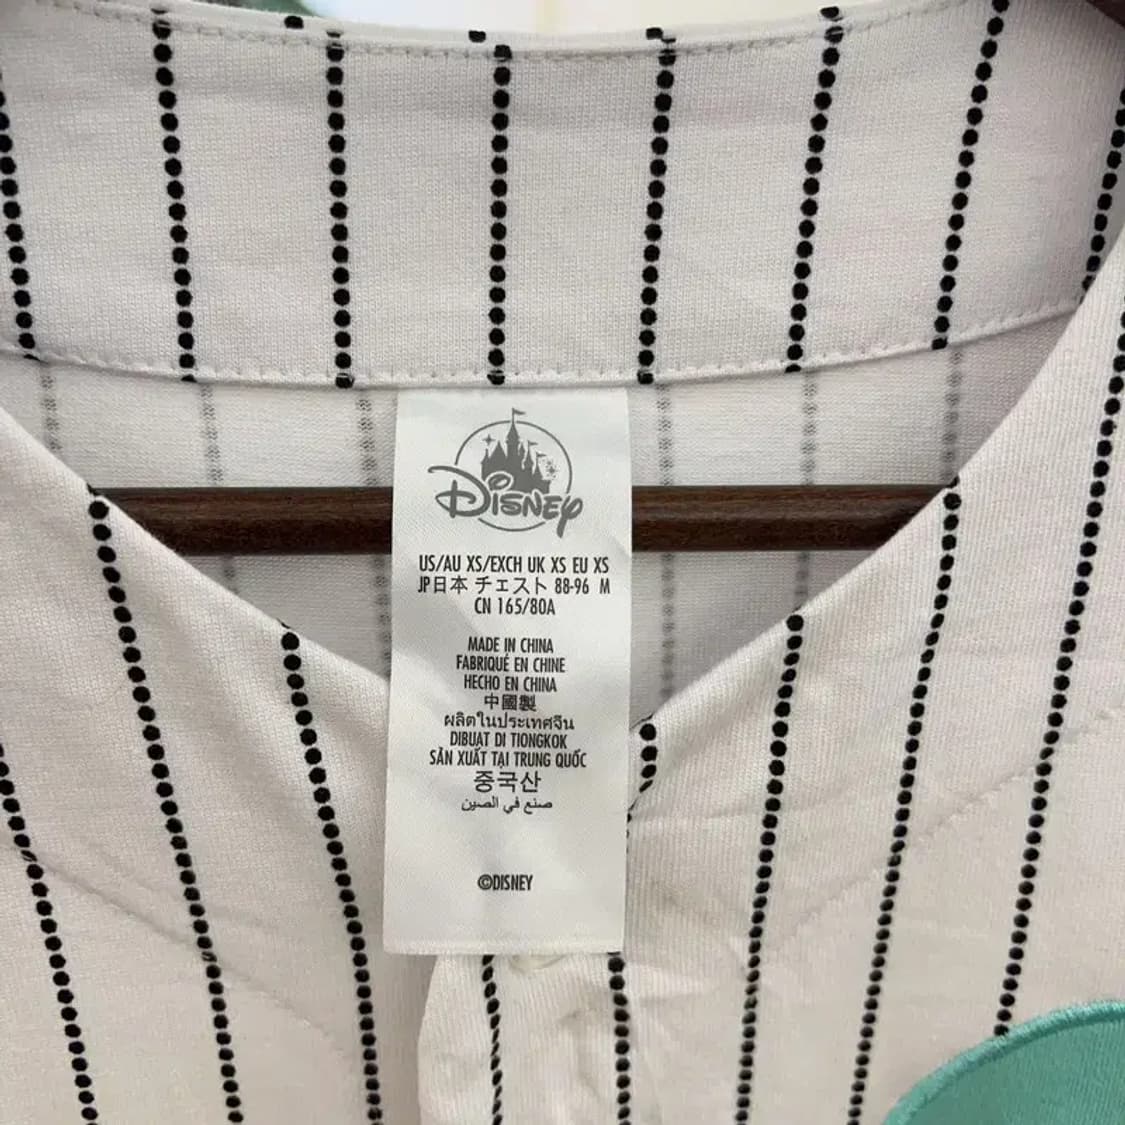 Disney
US/AU XS/EXCH UK XS EU XS
JP日本 チェスト 88-96 M
CN 165/80A
MADE IN CHINA
FABRIQUÉ EN CHINE
HECHO EN CHINA
中國製
ผลิตในประเทศจีน
DIBUAT DI TIONGKOK
SẢN XUẤT TẠI TRUNG QUỐC
중국산
صنع في الصين
©DISNEY